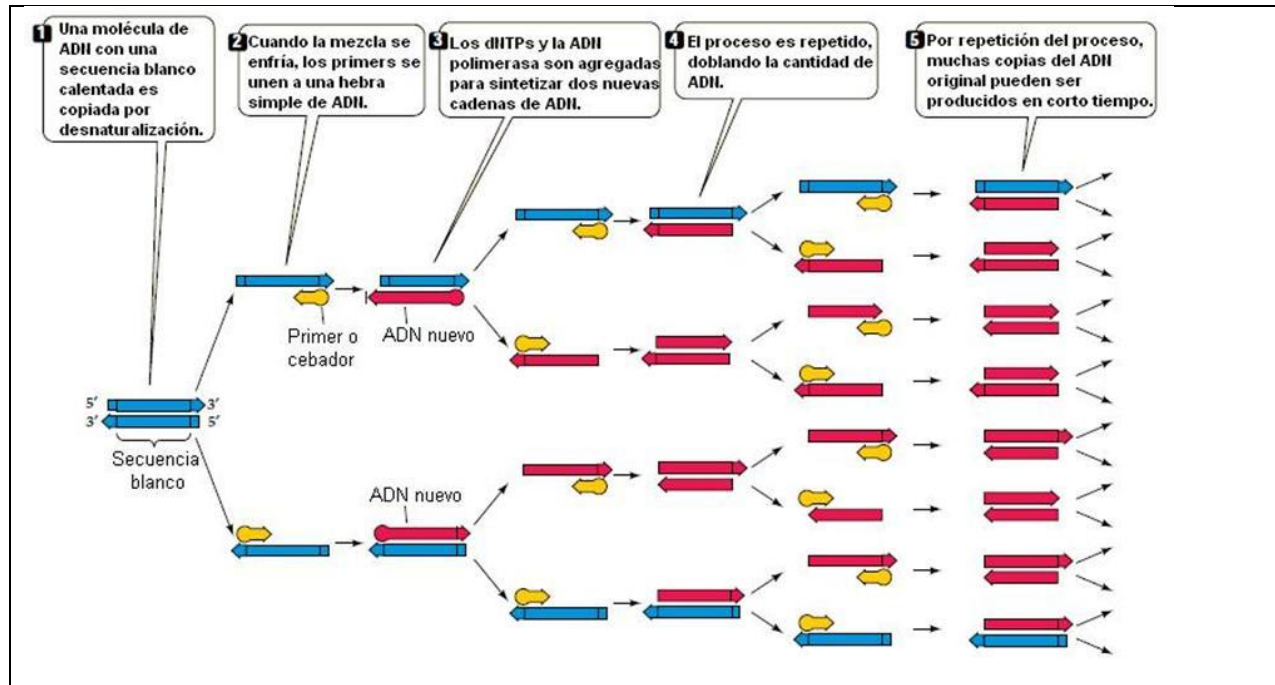 1 Una molécula de
ADN con una
secuencia blanco
calentada es
copiada por
desnaturalización.
2 Cuando la mezcla se
enfría, los primers se
unen a una hebra
simple de ADN.
3 Los dNTPs y la ADN
polimerasa son agregadas
para sintetizar dos nuevas
cadenas de ADN.
4 El proceso es repetido,
doblando la cantidad de
ADN.
5 Por repetición del proceso,
muchas copias del ADN
original pueden ser
producidos en corto tiempo.
Primer o
cebador
ADN nuevo
5′ 3′
3′ 5′
Secuencia
blanco
ADN nuevo